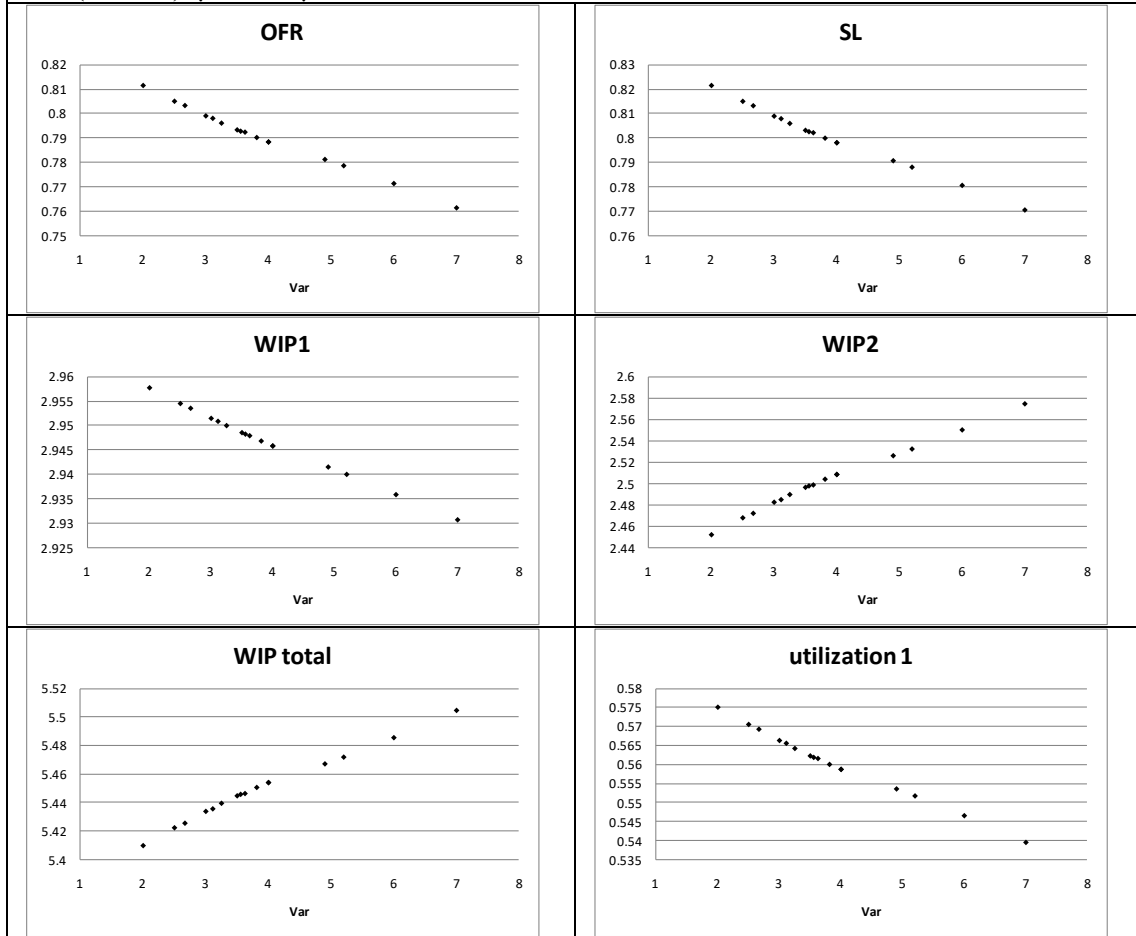 OFR
0.82
0.81
0.8
0.79
0.78
0.77
0.76
0.75
1 2 3 4 5 6 7 8
Var
SL
0.83
0.82
0.81
0.8
0.79
0.78
0.77
0.76
1 2 3 4 5 6 7 8
Var
WIP1
2.96
2.955
2.95
2.945
2.94
2.935
2.93
2.925
1 2 3 4 5 6 7 8
Var
WIP2
2.6
2.58
2.56
2.54
2.52
2.5
2.48
2.46
2.44
1 2 3 4 5 6 7 8
Var
WIP total
5.52
5.5
5.48
5.46
5.44
5.42
5.4
1 2 3 4 5 6 7 8
Var
utilization 1
0.58
0.575
0.57
0.565
0.56
0.555
0.55
0.545
0.54
0.535
1 2 3 4 5 6 7 8
Var